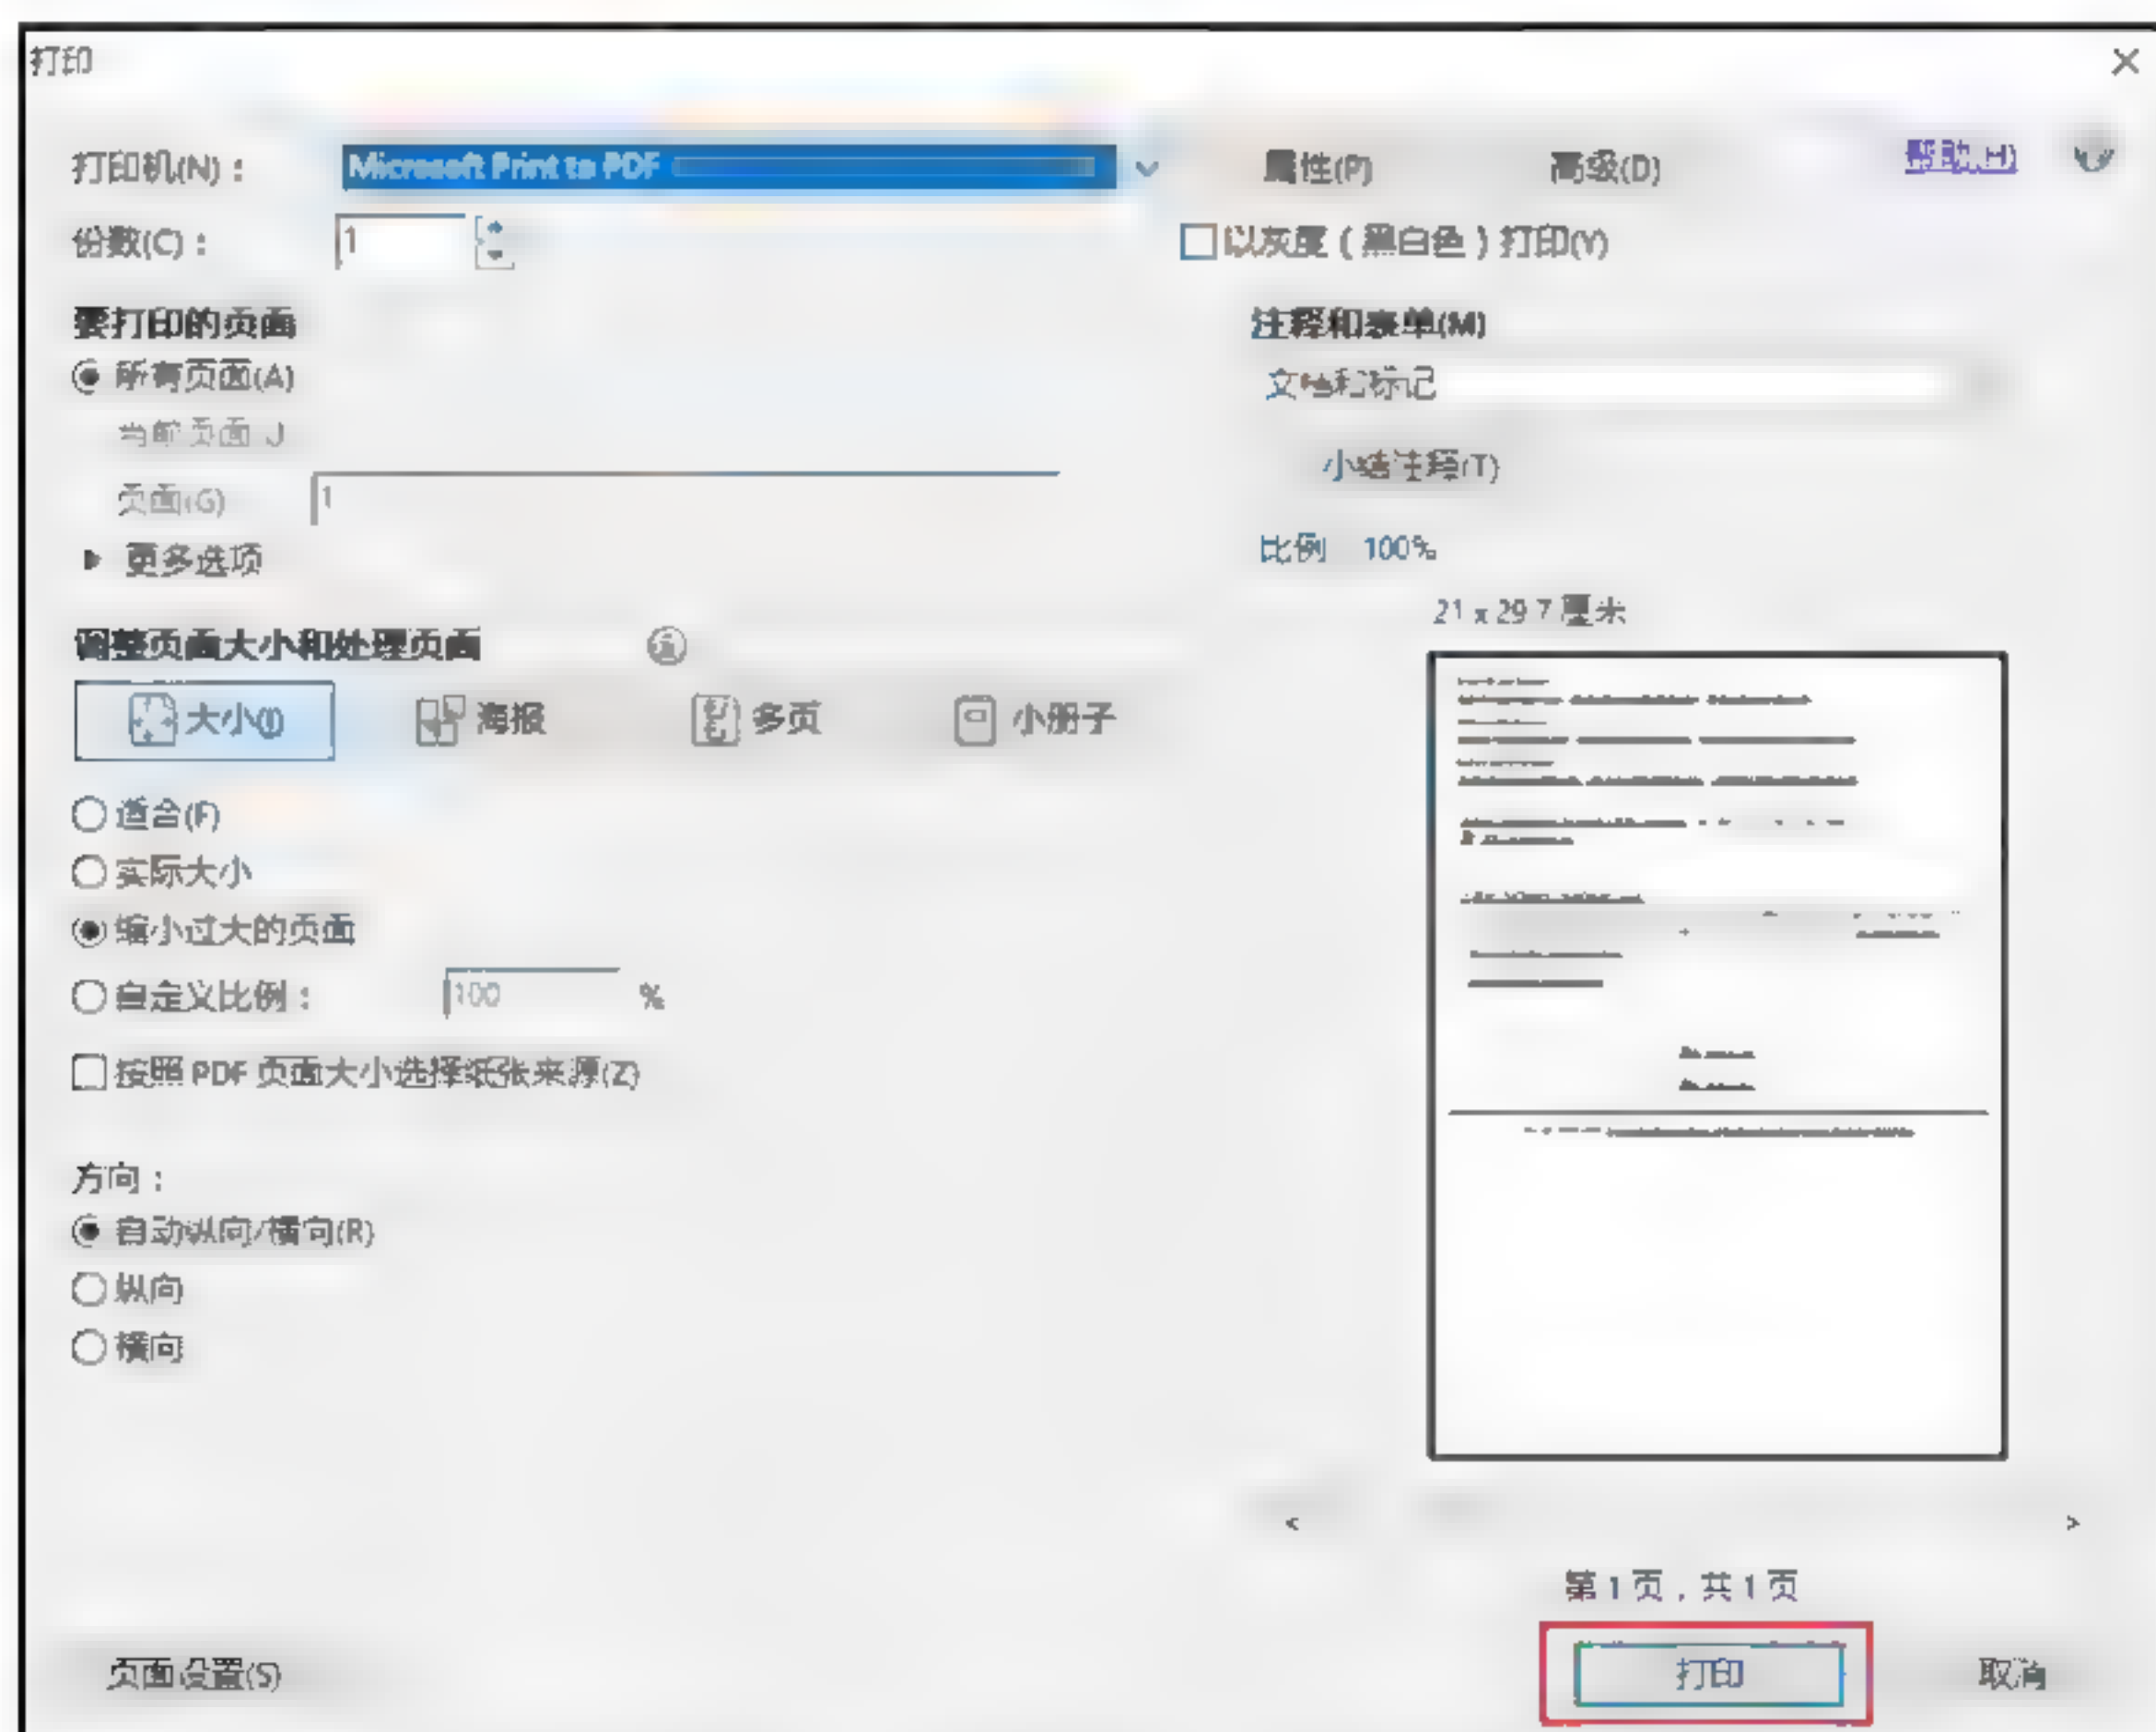 打印
打印机(N)： Microsoft Print to PDF 属性(P) 高级(D) 帮助(H)
份数(C)： 1 以灰度（黑白色）打印(Y)
要打印的页面 注释和表单(M)
所有页面(A) 文档和标记
当前页面 U
页面(G) 1 小结注释(T)
更多选项 比例 100%
21 x 29.7 厘米
调整页面大小和处理页面
大小(I) 海报 多页 小册子
适合(F)
实际大小
缩小过大的页面
自定义比例： 100 %
按照 PDF 页面大小选择纸张来源(Z)
方向：
自动纵向/横向(R)
纵向
横向
< >
第 1 页，共 1 页
页面设置(S) 打印 取消